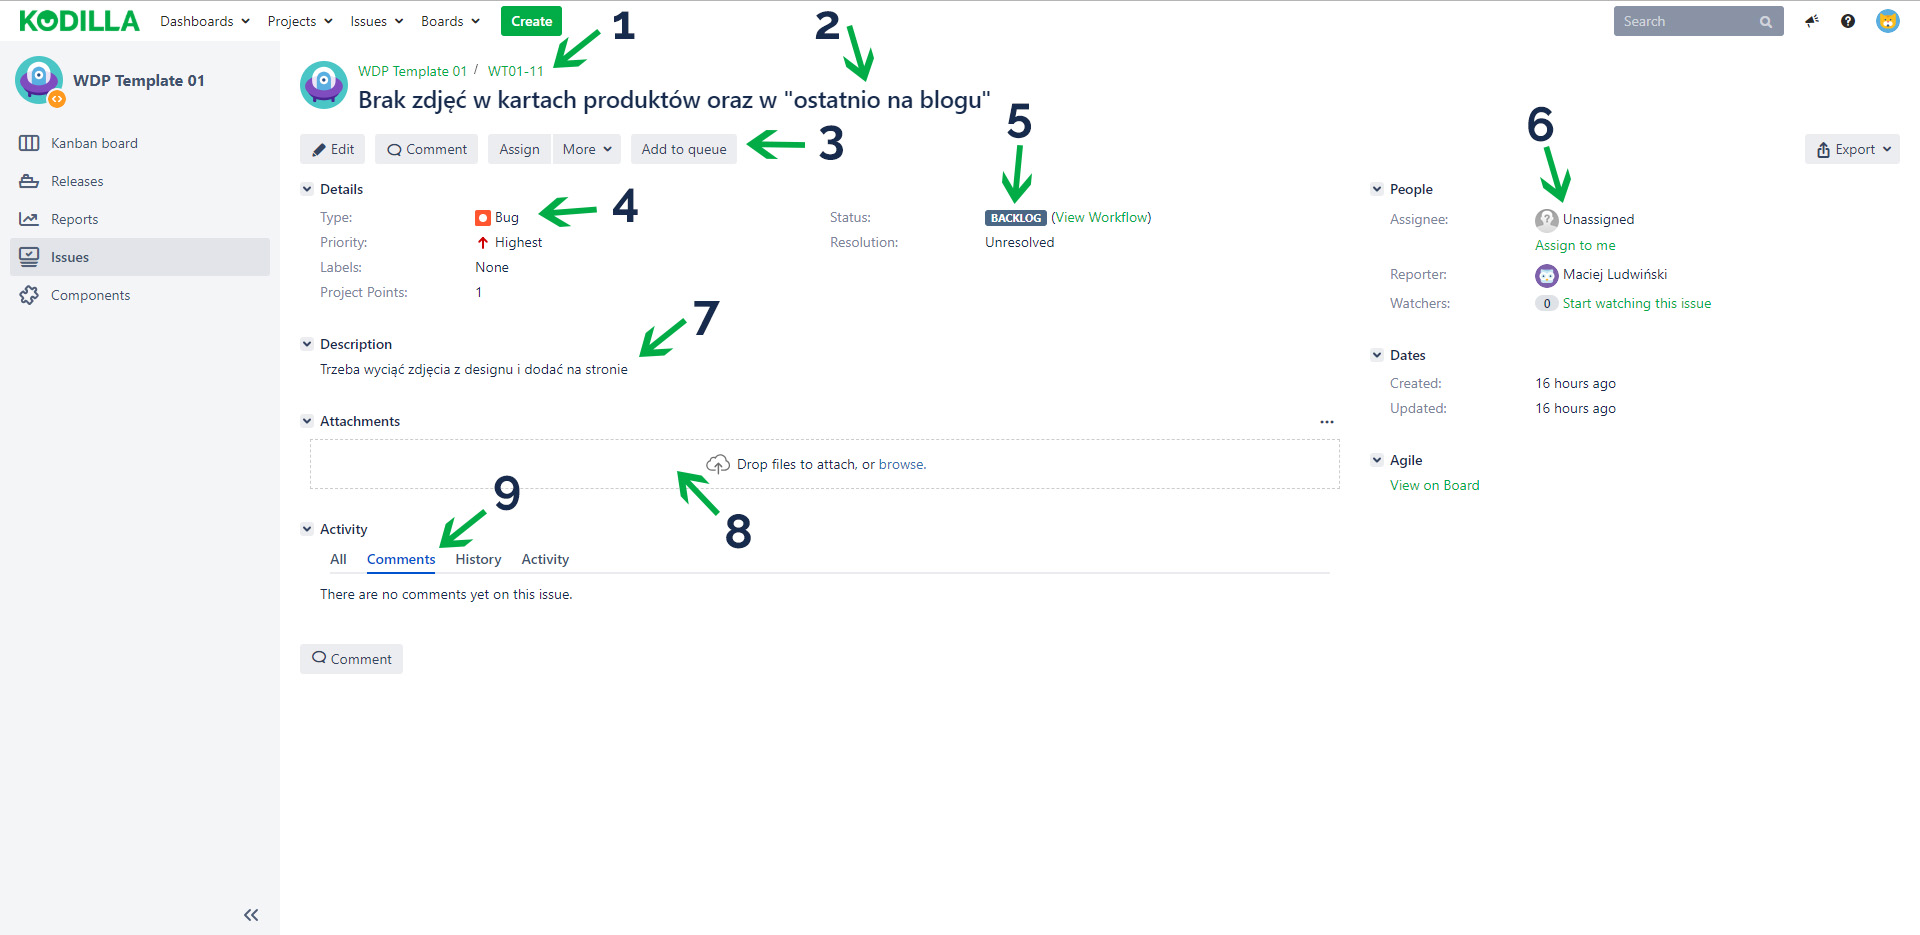 KODILLA Dashboards Projects Issues Boards Create Search
1
2
WDP Template 01
Kanban board
Releases
Reports
Issues
Components
WDP Template 01 / WT01-11
Brak zdjęć w kartach produktów oraz w "ostatnio na blogu"
Edit Comment Assign More Add to queue Export
3
5
6
Details
Type: Bug
4
Priority: Highest
Labels: None
Project Points: 1
Status: BACKLOG (View Workflow)
Resolution: Unresolved
Description
7
Trzeba wyciąć zdjęcia z designu i dodać na stronie
Attachments
Drop files to attach, or browse.
8
9
Activity
All Comments History Activity
There are no comments yet on this issue.
Comment
People
Assignee: Unassigned
Assign to me
Reporter: Maciej Ludwiński
Watchers: 0 Start watching this issue
Dates
Created: 16 hours ago
Updated: 16 hours ago
Agile
View on Board